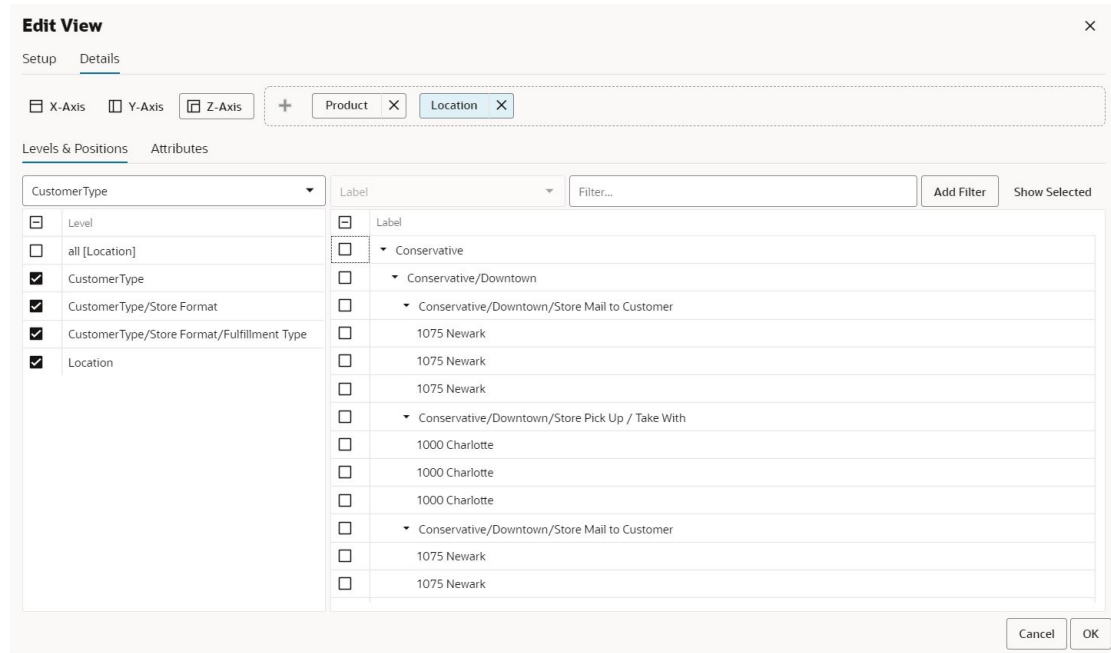 Edit View
Setup Details
X-Axis Y-Axis Z-Axis + Product X Location X
Levels & Positions Attributes
CustomerType Label Filter... Add Filter Show Selected
Level Label
all [Location] Conservative
CustomerType Conservative/Downtown
CustomerType/Store Format Conservative/Downtown/Store Mail to Customer
CustomerType/Store Format/Fulfillment Type 1075 Newark
Location 1075 Newark
1075 Newark
Conservative/Downtown/Store Pick Up / Take With
1000 Charlotte
1000 Charlotte
1000 Charlotte
Conservative/Downtown/Store Mail to Customer
1075 Newark
1075 Newark
Cancel OK